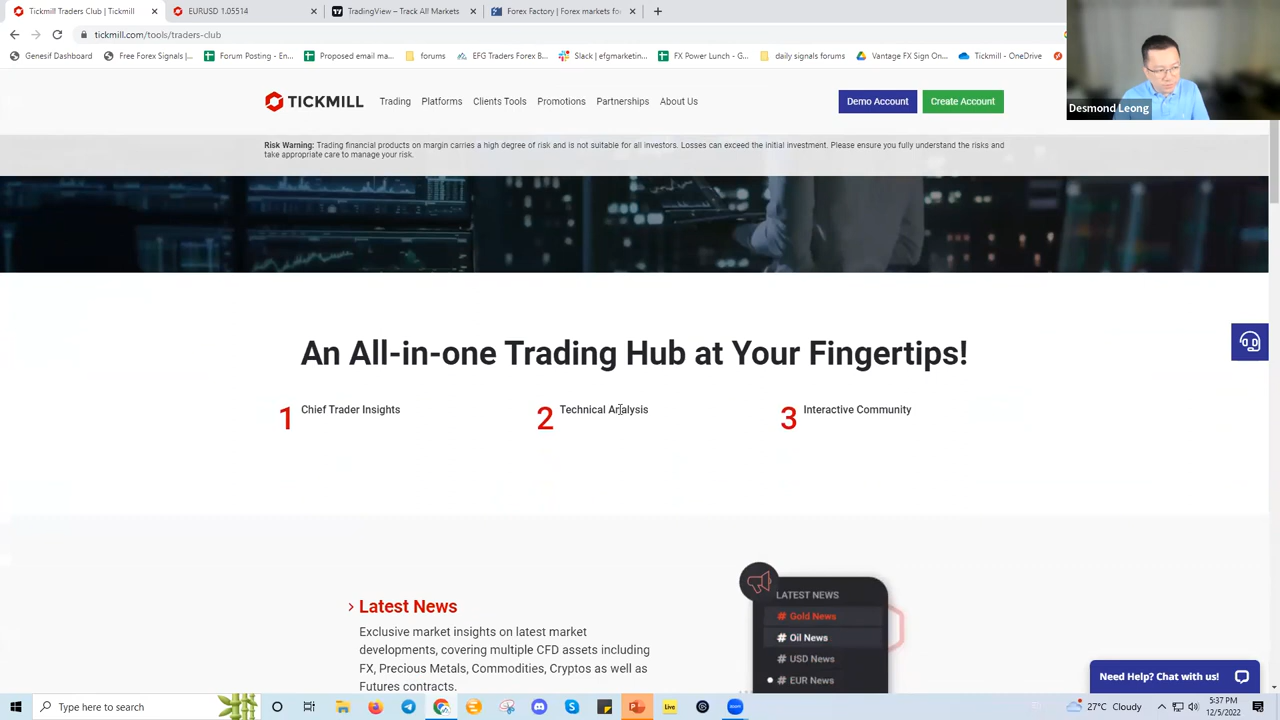 Tickmill Traders Club | Tickmill
EURUSD 1.05514
TradingView – Track All Markets
Forex Factory | Forex markets fo
tickmill.com/tools/traders-club
Genesif Dashboard
Free Forex Signals |
Forum Posting - En...
Proposed email ma...
forums
EFG Traders Forex B...
Slack | efgmarketin...
FX Power Lunch - G...
daily signals forums
Vantage FX Sign On...
Tickmill - OneDrive
Desmond Leong
TICKMILL
Trading
Platforms
Clients Tools
Promotions
Partnerships
About Us
Demo Account
Create Account
Risk Warning: Trading financial products on margin carries a high degree of risk and is not suitable for all investors. Losses can exceed the initial investment. Please ensure you fully understand the risks and
take appropriate care to manage your risk.
An All-in-one Trading Hub at Your Fingertips!
1 Chief Trader Insights
2 Technical Analysis
3 Interactive Community
Latest News
Exclusive market insights on latest market
developments, covering multiple CFD assets including
FX, Precious Metals, Commodities, Cryptos as well as
Futures contracts.
LATEST NEWS
# Gold News
# Oil News
# USD News
# EUR News
Need Help? Chat with us!
Type here to search
Live
zoom
27°C Cloudy
5:37 PM
12/5/2022